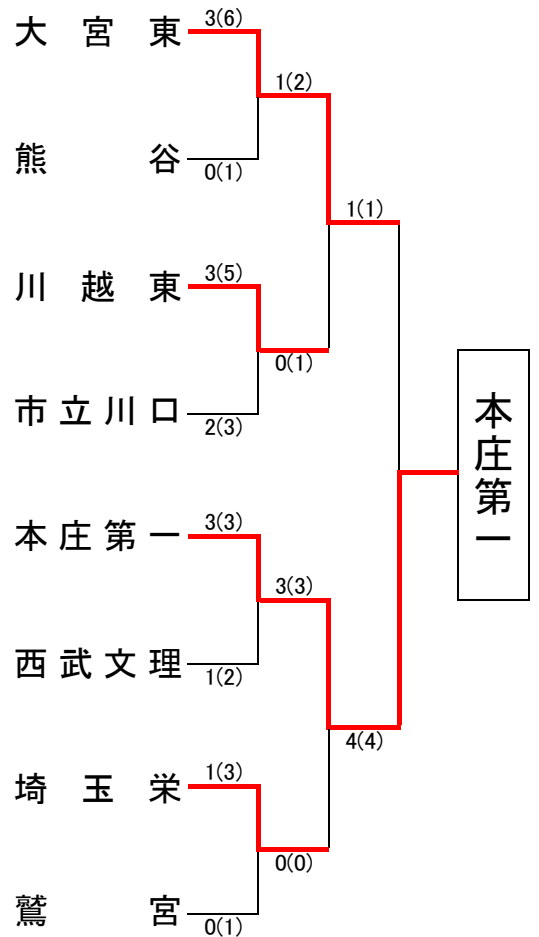 大宮東
3(6)
1(2)
熊谷
0(1)
1(1)
川越東
3(5)
0(1)
市立川口
2(3)
本庄第一
本庄第一
3(3)
3(3)
西武文理
1(2)
4(4)
埼玉栄
1(3)
0(0)
鷲宮
0(1)